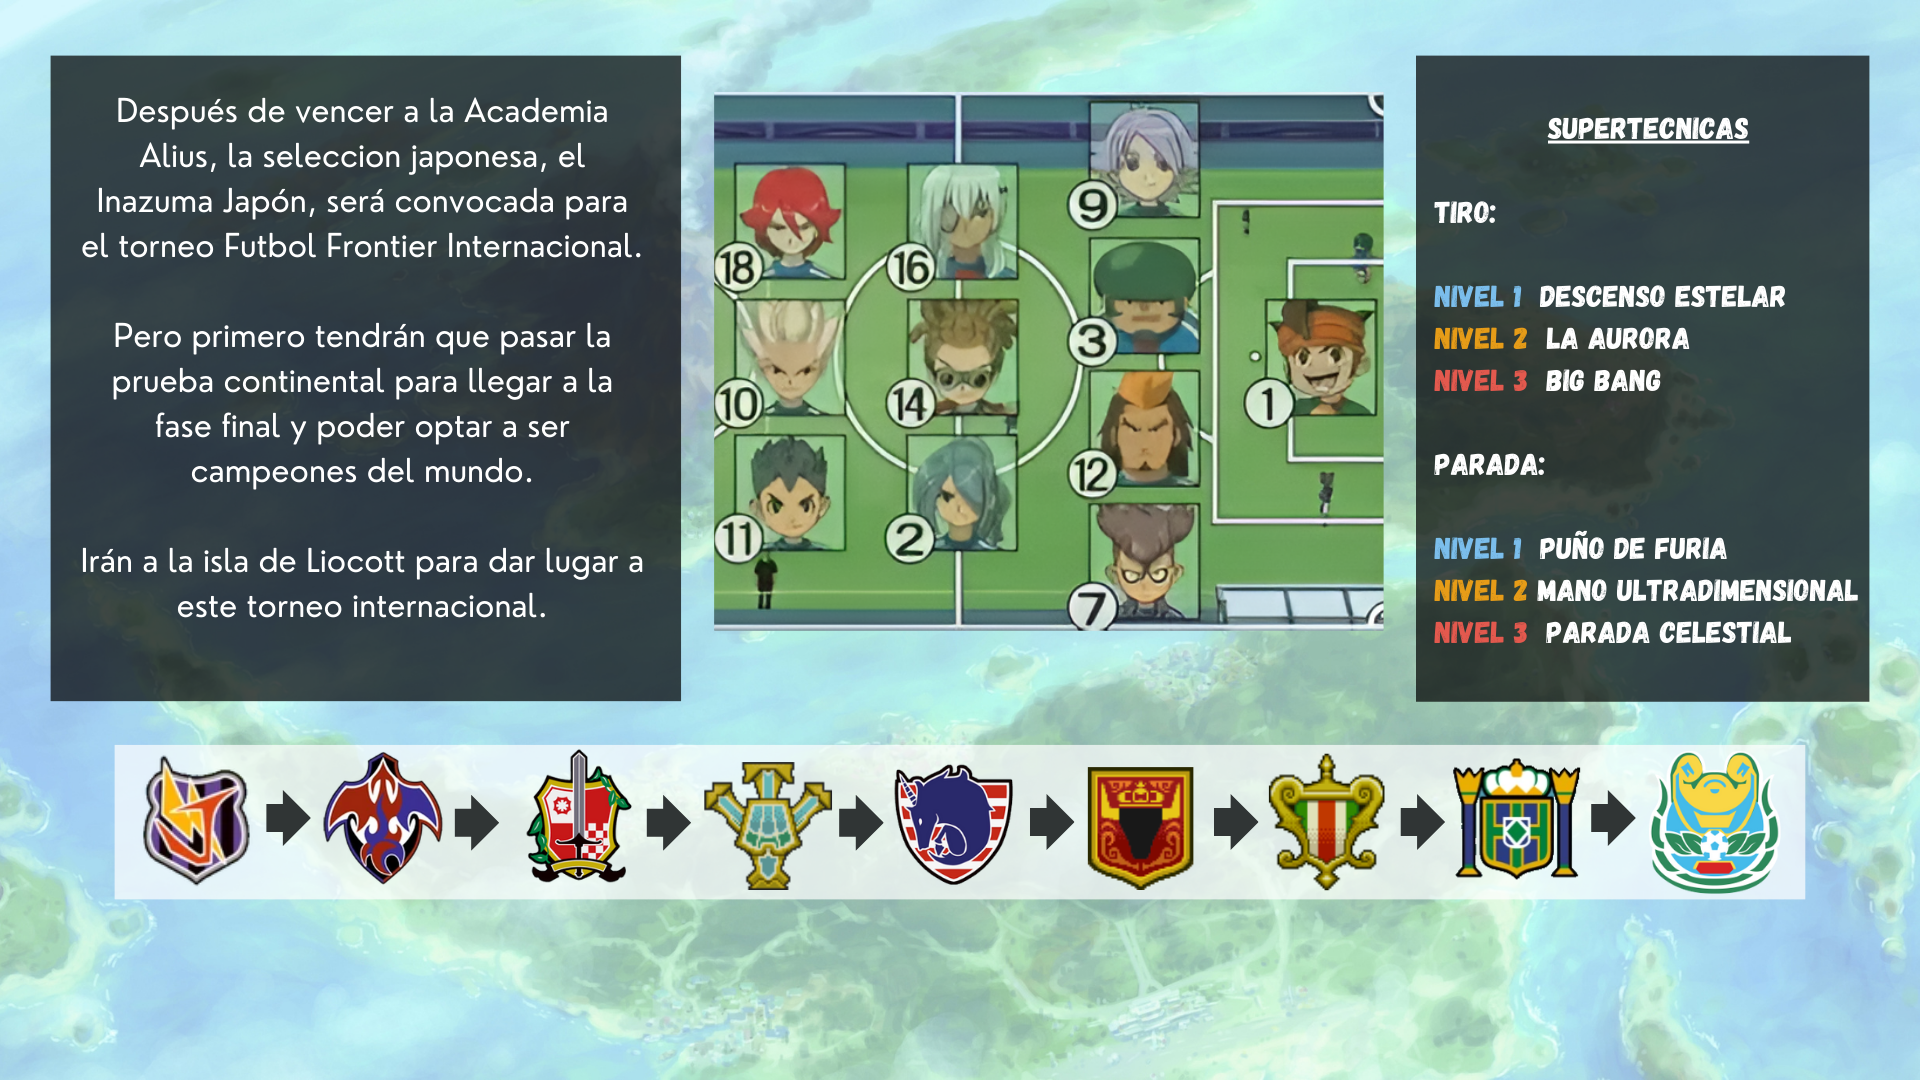 Después de vencer a la Academia
Alius, la seleccion japonesa, el
Inazuma Japón, será convocada para
el torneo Futbol Frontier Internacional.
Pero primero tendrán que pasar la
prueba continental para llegar a la
fase final y poder optar a ser
campeones del mundo.
Irán a la isla de Liocott para dar lugar a
este torneo internacional.
9
18
16
3
10
14
1
12
11
2
7
SUPERTECNICAS
TIRO:
NIVEL 1 DESCENSO ESTELAR
NIVEL 2 LA AURORA
NIVEL 3 BIG BANG
PARADA:
NIVEL 1 PUÑO DE FURIA
NIVEL 2 MANO ULTRADIMENSIONAL
NIVEL 3 PARADA CELESTIAL